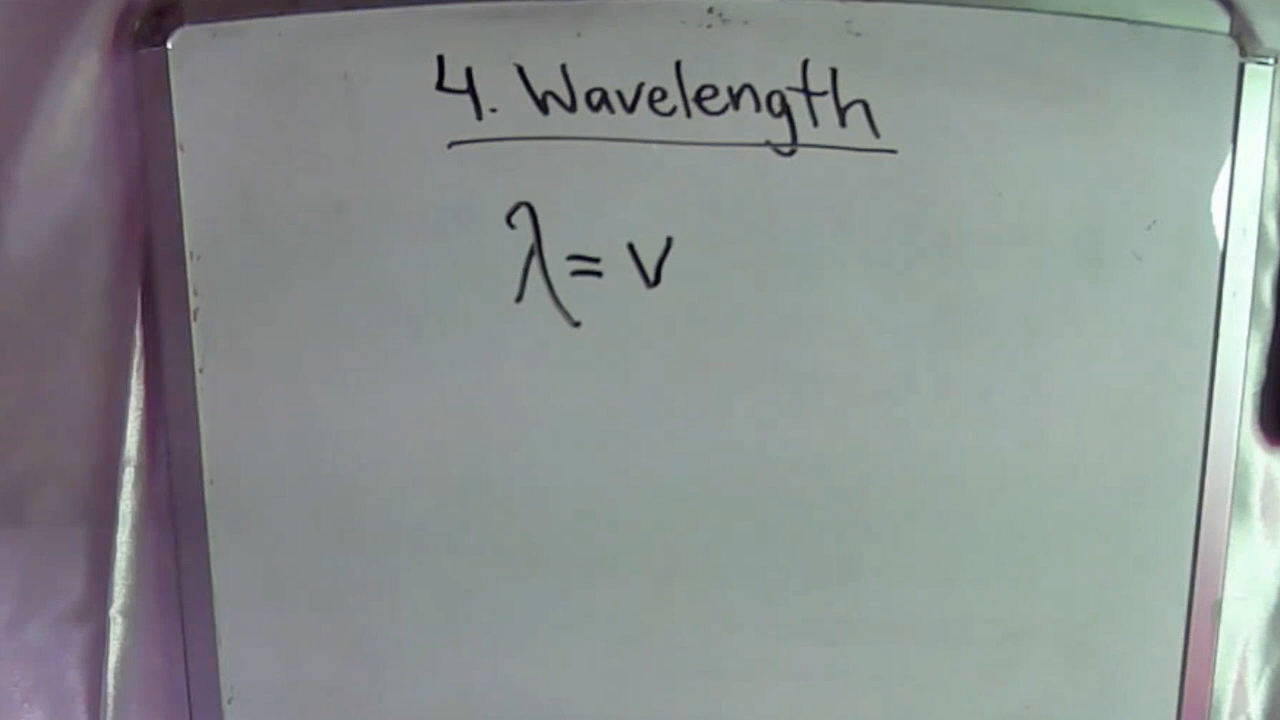 4. Wavelength
λ = v